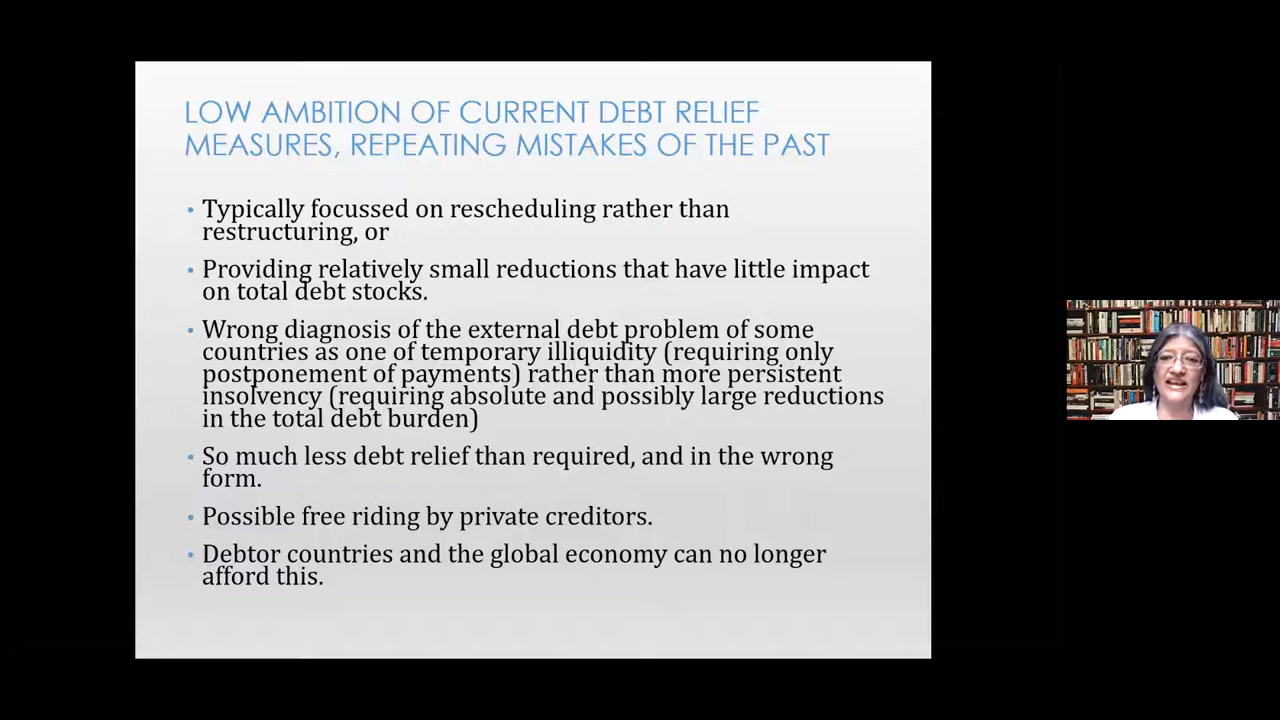 LOW AMBITION OF CURRENT DEBT RELIEF
MEASURES, REPEATING MISTAKES OF THE PAST
• Typically focussed on rescheduling rather than
restructuring, or
• Providing relatively small reductions that have little impact
on total debt stocks.
• Wrong diagnosis of the external debt problem of some
countries as one of temporary illiquidity (requiring only
postponement of payments) rather than more persistent
insolvency (requiring absolute and possibly large reductions
in the total debt burden)
• So much less debt relief than required, and in the wrong
form.
• Possible free riding by private creditors.
• Debtor countries and the global economy can no longer
afford this.